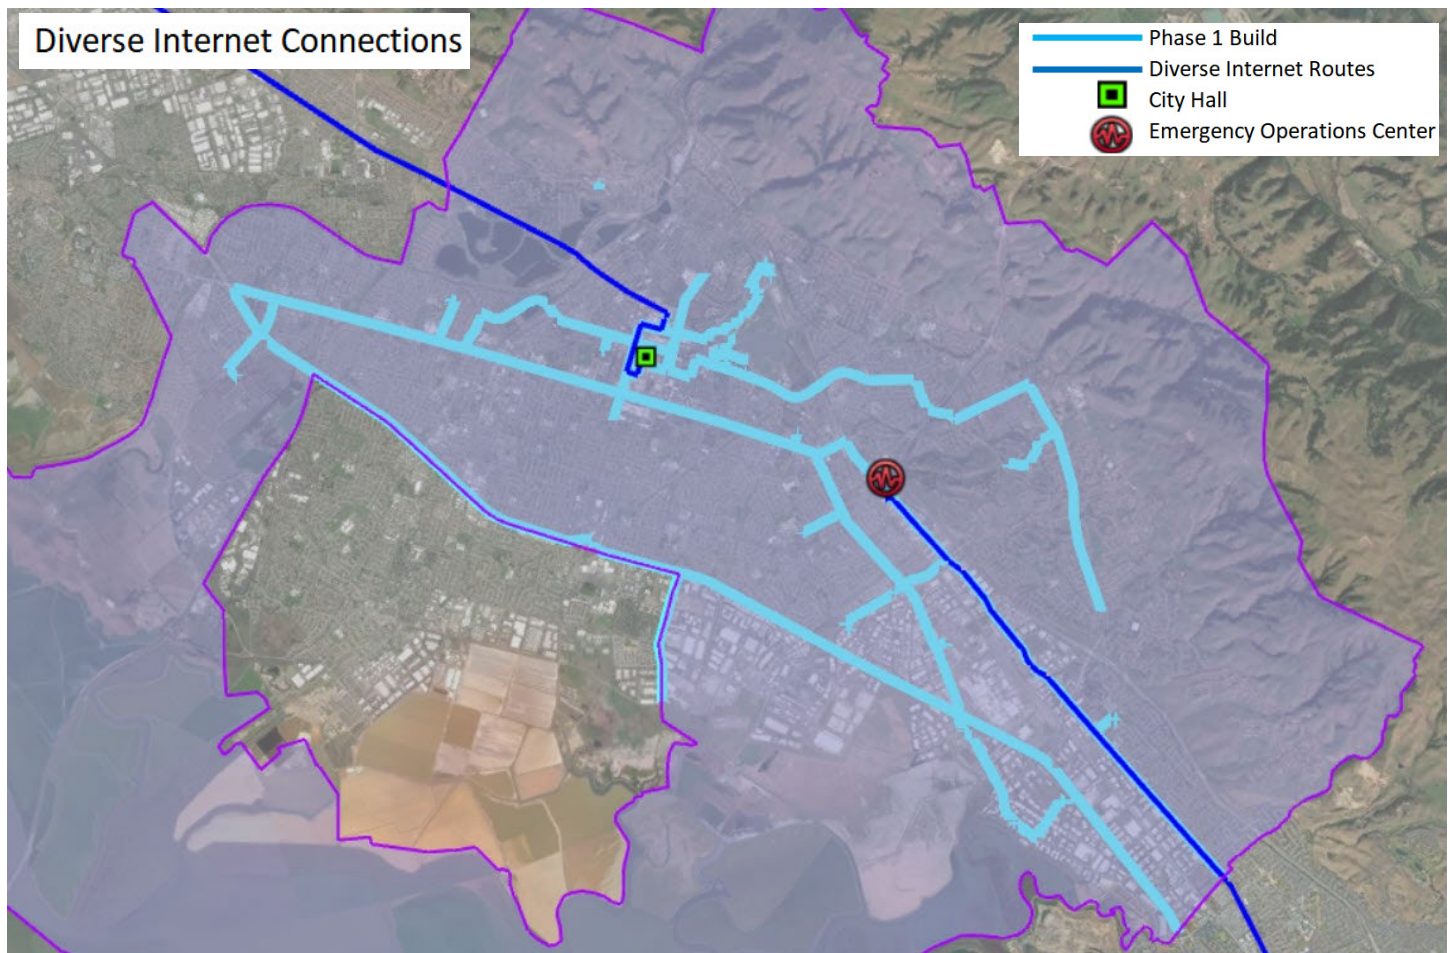 Diverse Internet Connections
Phase 1 Build
Diverse Internet Routes
City Hall
Emergency Operations Center